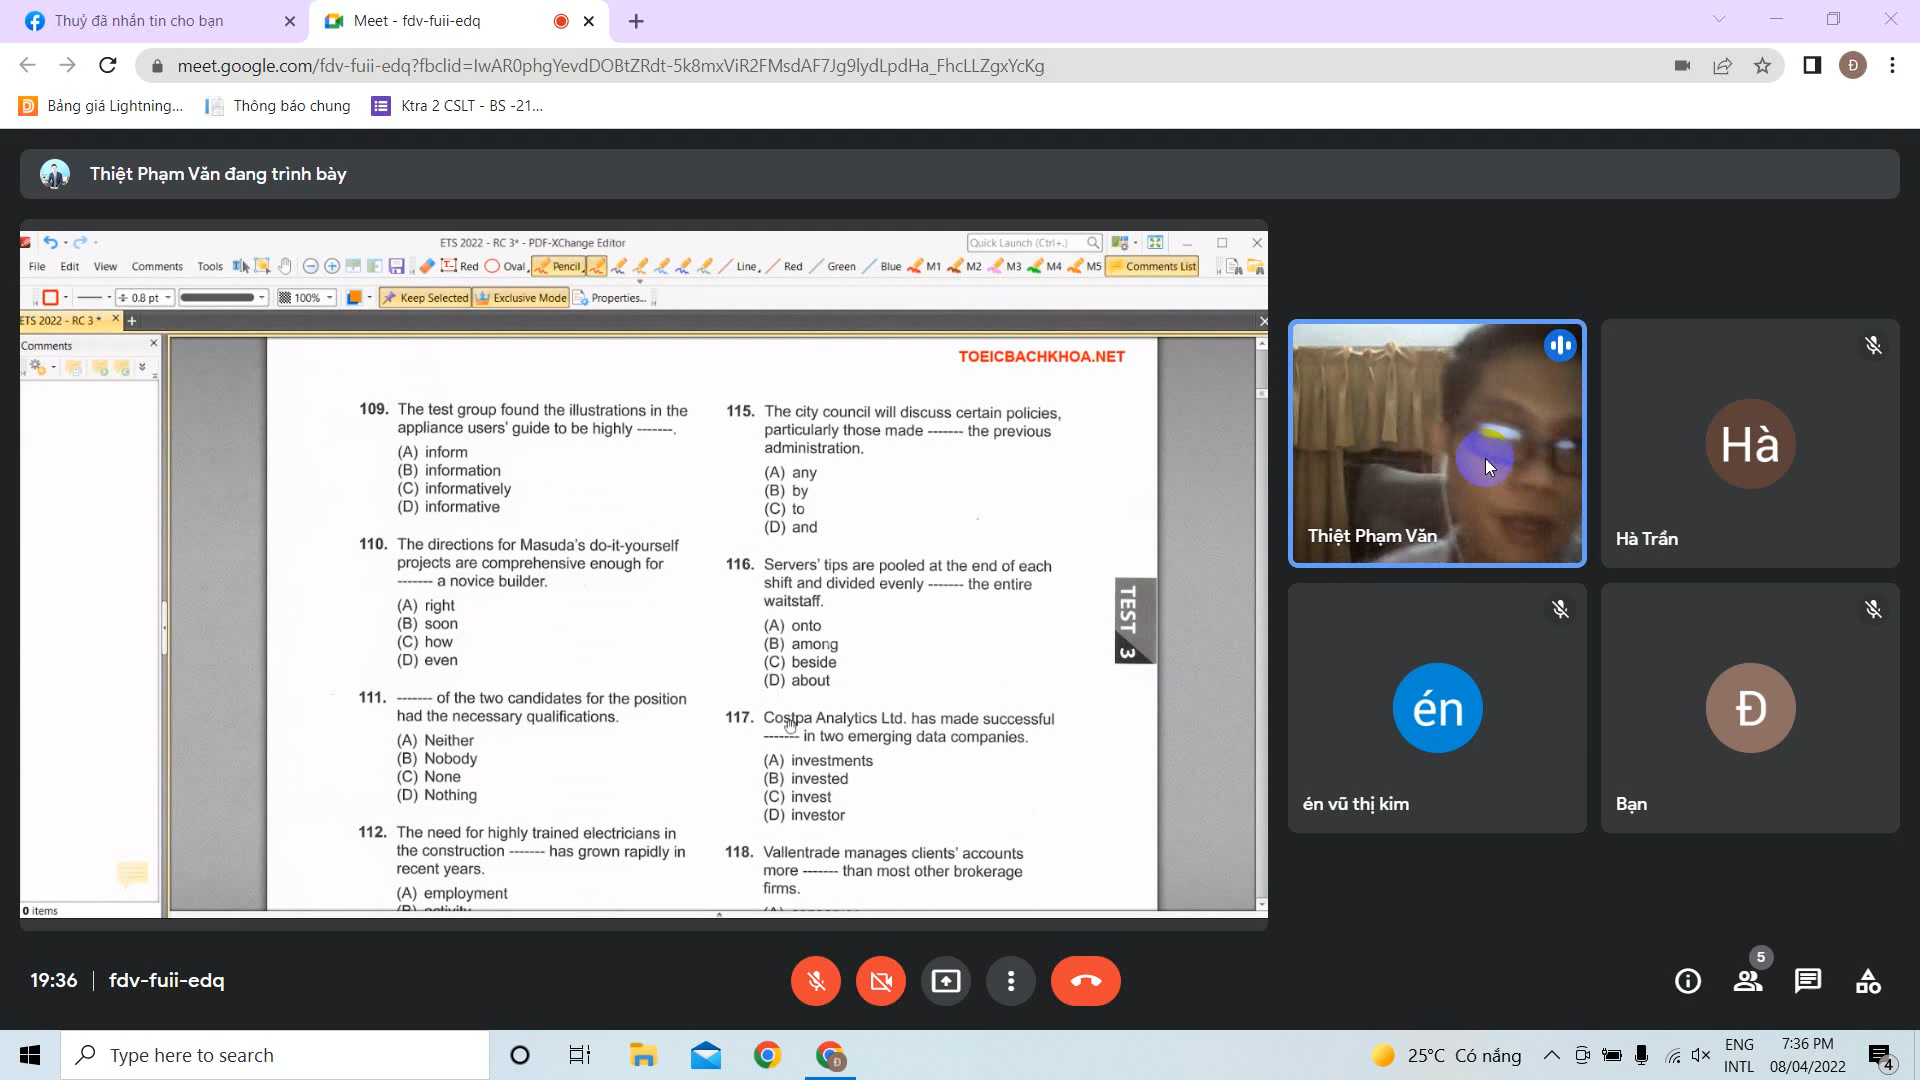 Thuỷ đã nhắn tin cho bạn
Meet - fdv-fuii-edq
meet.google.com/fdv-fuii-edq?fbclid=IwAR0phgYevdDOBtZRdt-5k8mxViR2FMsdAF7Jg9lydLpdHa_FhcLLZgxYcKg
Đ
Bảng giá Lightning...
Thông báo chung
Ktra 2 CSLT - BS -21...
Thiệt Phạm Văn đang trình bày
ETS 2022 - RC 3* - PDF-XChange Editor
Quick Launch (Ctrl+.)
File Edit View Comments Tools Red Oval Pencil Line Red Green Blue M1 M2 M3 M4 M5 Comments List
0.8 pt 100% Keep Selected Exclusive Mode Properties...
ETS 2022 - RC 3 *
Comments
0 items
TOEICBACHKHOA.NET
109. The test group found the illustrations in the
appliance users' guide to be highly -------.
(A) inform
(B) information
(C) informatively
(D) informative
110. The directions for Masuda's do-it-yourself
projects are comprehensive enough for
------- a novice builder.
(A) right
(B) soon
(C) how
(D) even
111. ------- of the two candidates for the position
had the necessary qualifications.
(A) Neither
(B) Nobody
(C) None
(D) Nothing
112. The need for highly trained electricians in
the construction ------- has grown rapidly in
recent years.
(A) employment
115. The city council will discuss certain policies,
particularly those made ------- the previous
administration.
(A) any
(B) by
(C) to
(D) and
116. Servers' tips are pooled at the end of each
shift and divided evenly ------- the entire
waitstaff.
(A) onto
(B) among
(C) beside
(D) about
117. Costpa Analytics Ltd. has made successful
------- in two emerging data companies.
(A) investments
(B) invested
(C) invest
(D) investor
118. Vallentrade manages clients' accounts
more ------- than most other brokerage
firms.
TEST 3
Thiệt Phạm Văn
Hà
Hà Trần
én
én vũ thị kim
Đ
Bạn
19:36 | fdv-fuii-edq
5
Type here to search
25°C Có nắng
ENG
INTL
7:36 PM
08/04/2022
4